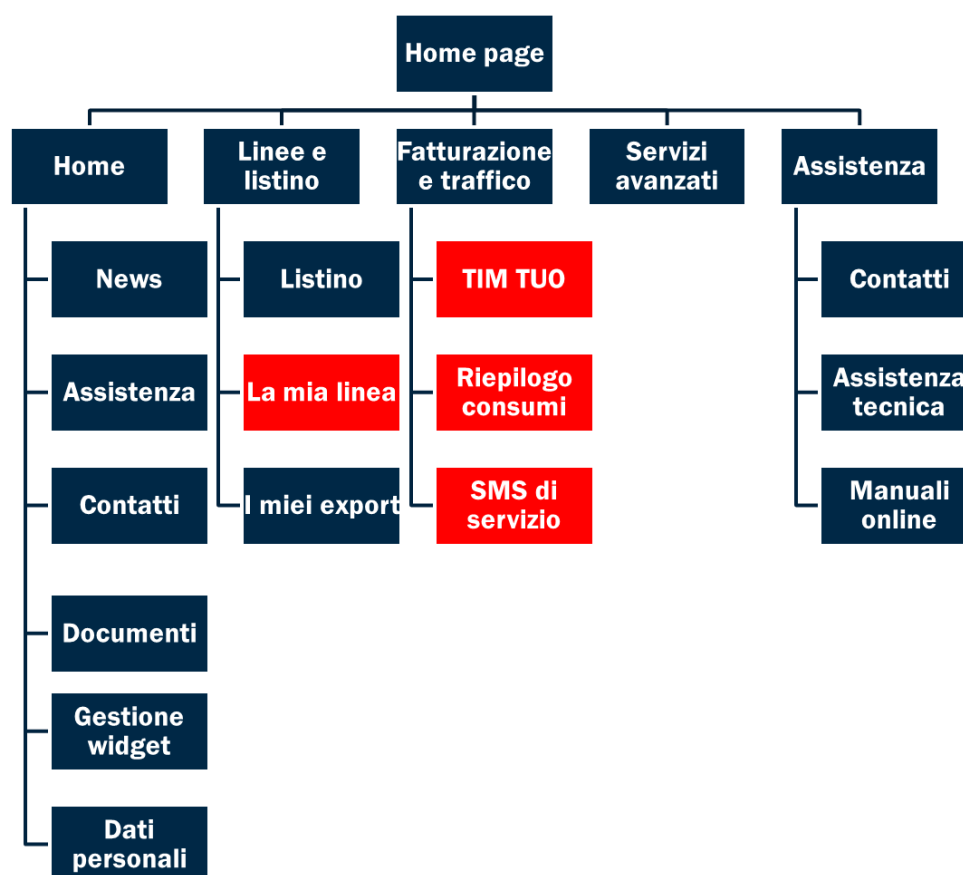 Home page
Home
Linee e
listino
Fatturazione
e traffico
Servizi
avanzati
Assistenza
News
Listino
TIM TUO
Contatti
Assistenza
La mia linea
Riepilogo
consumi
Assistenza
tecnica
Contatti
I miei export
SMS di
servizio
Manuali
online
Documenti
Gestione
widget
Dati
personali